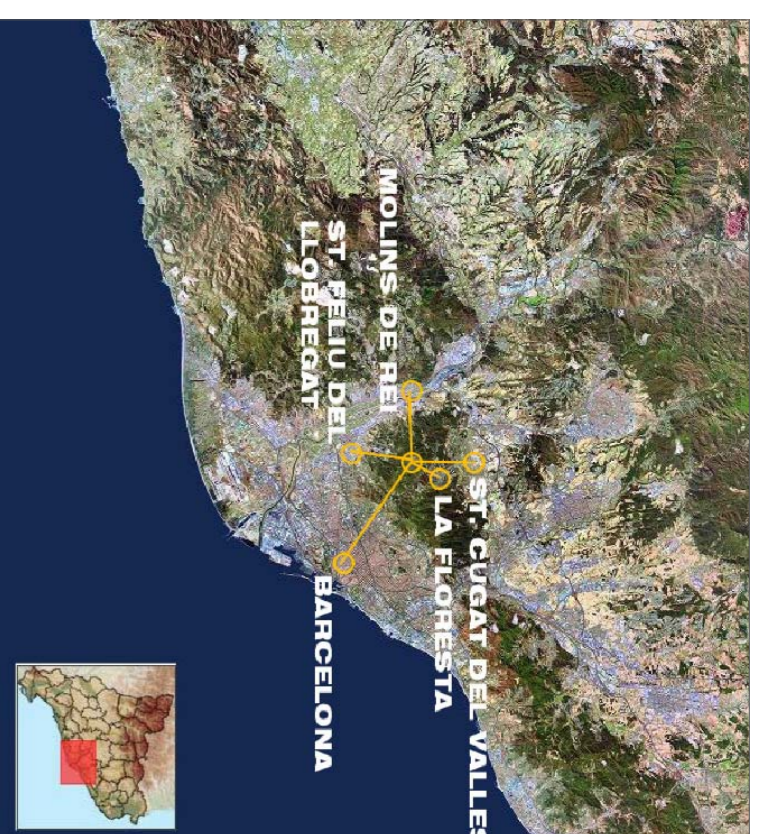 ST. CUGAT DEL VALLES
LA FLORESTA
MOLINS DE REI
ST. FELIU DEL
LLOBREGAT
BARCELONA